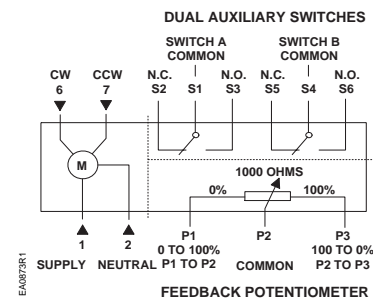 DUAL AUXILIARY SWITCHES
SWITCH A SWITCH B
COMMON COMMON
CW CCW N.C. N.O. N.C. N.O.
6 7 S2 S1 S3 S5 S4 S6
M
1000 OHMS
0% 100%
1 2 P1 P2 P3
0 TO 100% 100 TO 0%
SUPPLY NEUTRAL P1 TO P2 COMMON P2 TO P3
FEEDBACK POTENTIOMETER
EA0873R1